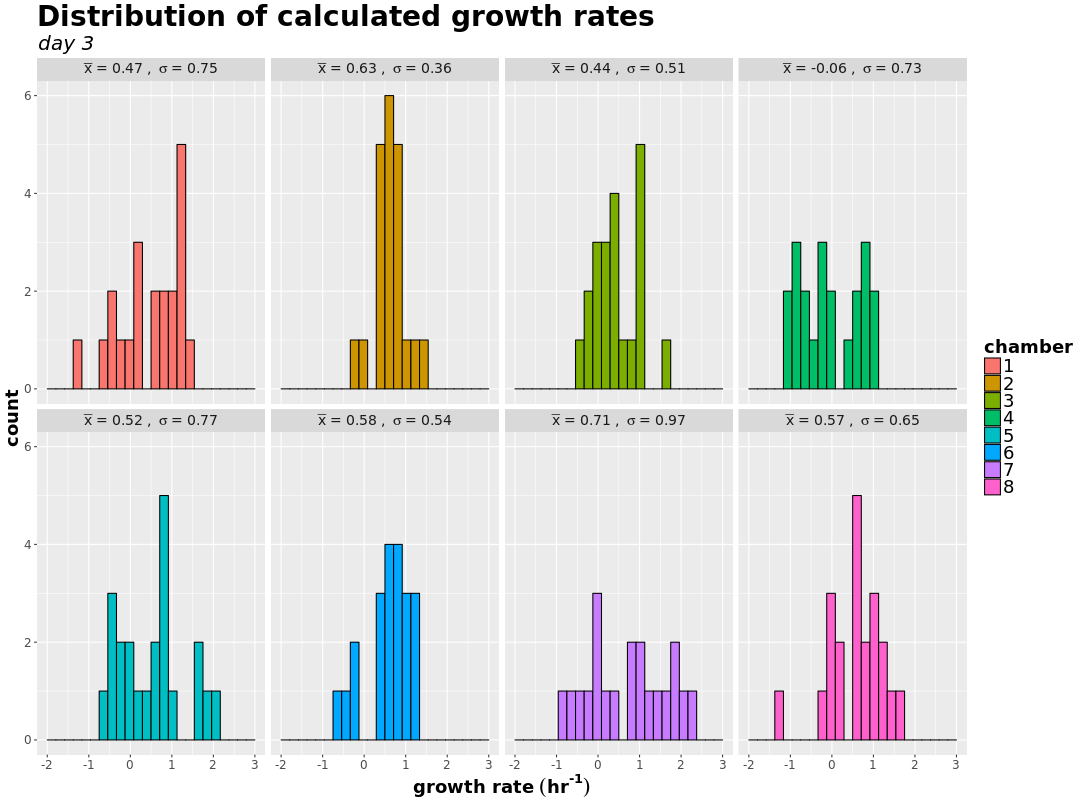 Distribution of calculated growth rates
day 3
x̅ = 0.47 , σ = 0.75
x̅ = 0.63 , σ = 0.36
x̅ = 0.44 , σ = 0.51
x̅ = -0.06 , σ = 0.73
6
4
2
0
x̅ = 0.52 , σ = 0.77
x̅ = 0.58 , σ = 0.54
x̅ = 0.71 , σ = 0.97
x̅ = 0.57 , σ = 0.65
6
4
2
0
-2 -1 0 1 2 3
-2 -1 0 1 2 3
-2 -1 0 1 2 3
-2 -1 0 1 2 3
count
growth rate (hr⁻¹)
chamber
1
2
3
4
5
6
7
8